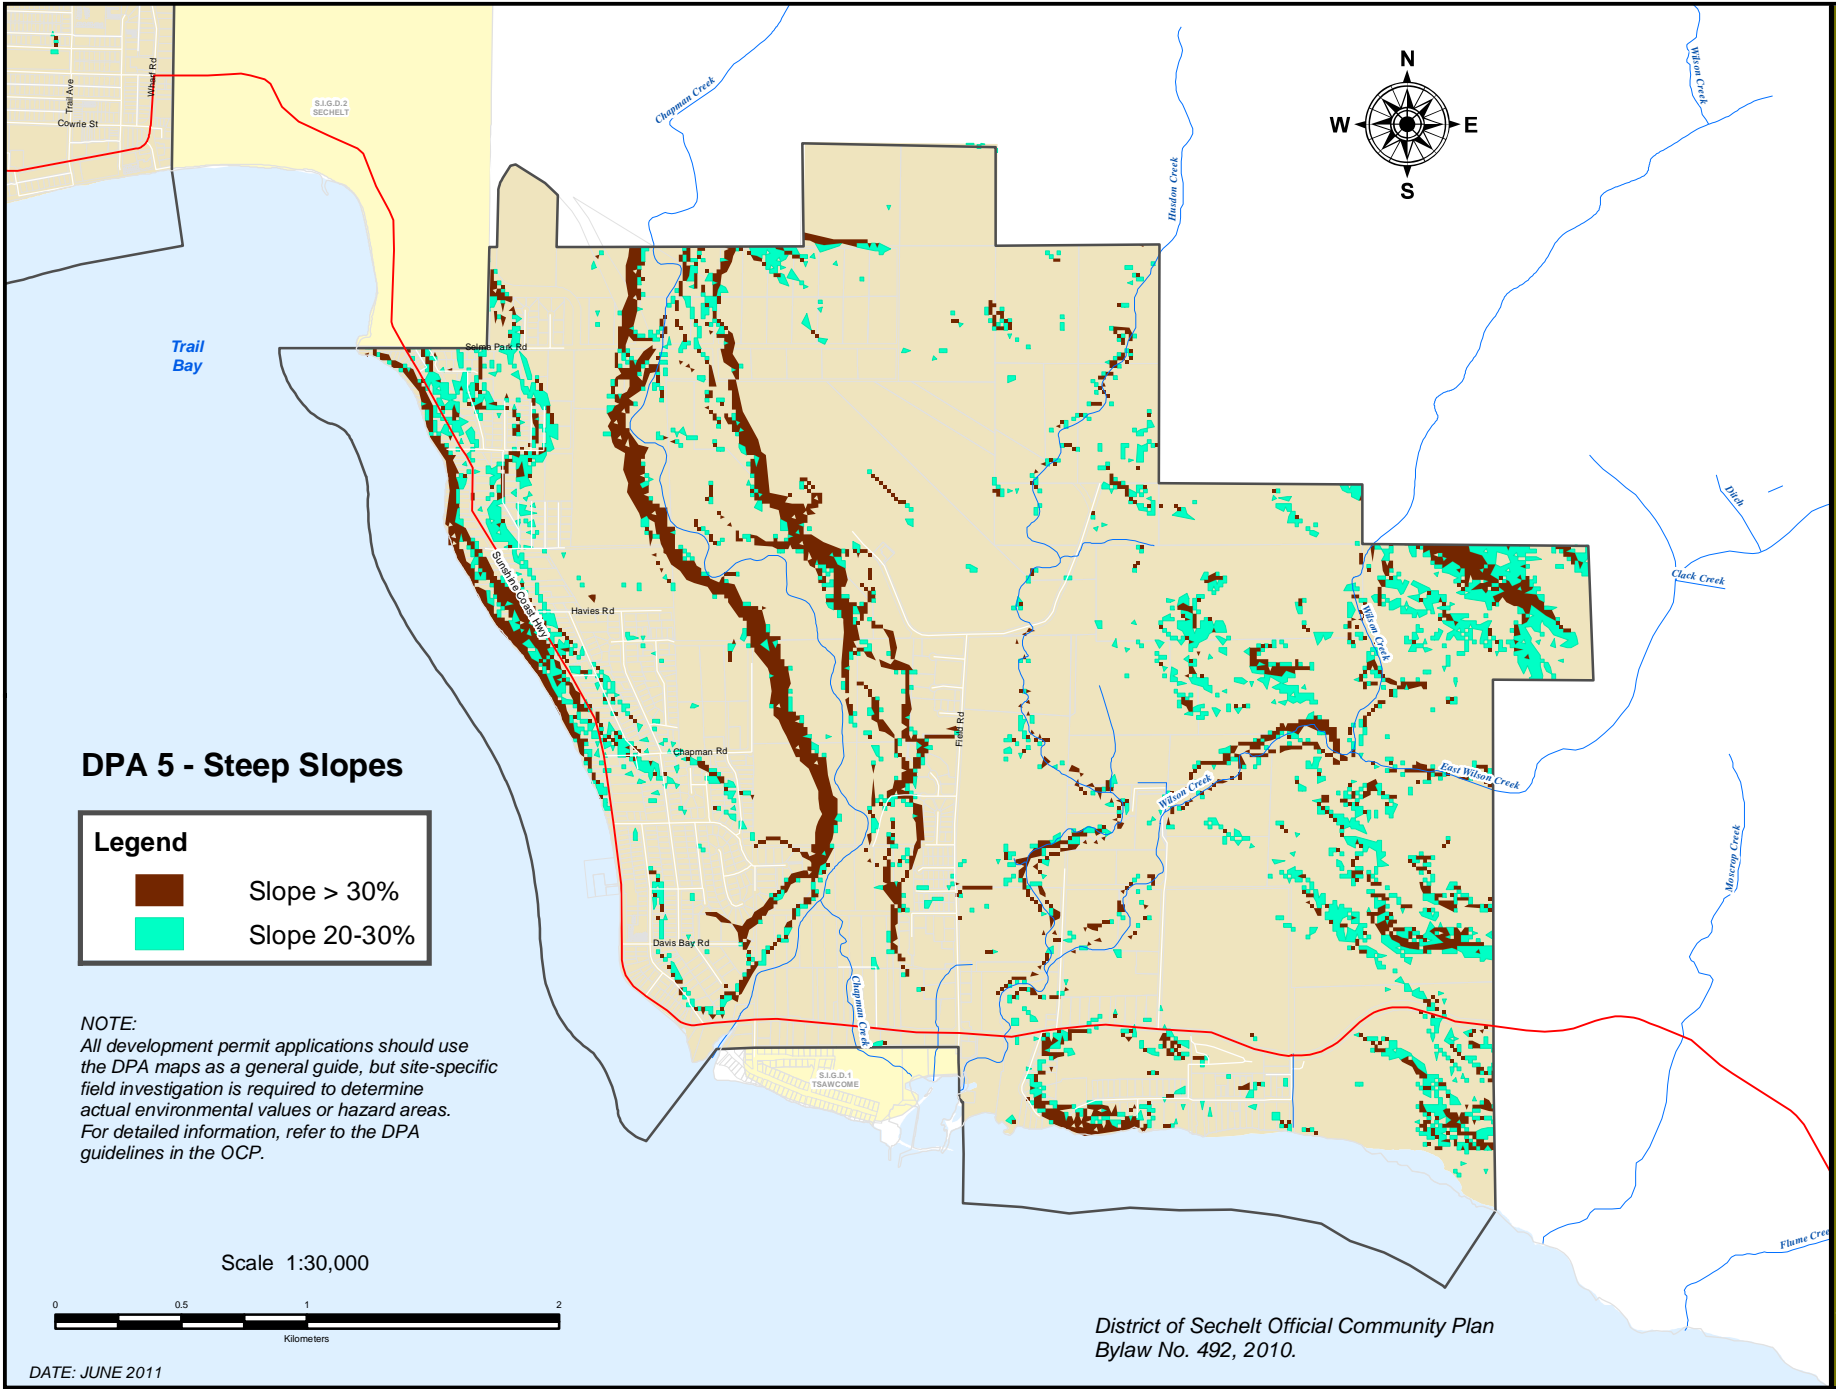 Trail Ave
Wharf Rd
Cowrie St
S.I.G.D.2
SECHELT
Chapman Creek
Husdon Creek
Wilson Creek
N
W
E
S
Trail
Bay
Selma Park Rd
Sunshine Coast Hwy
Havies Rd
Chapman Rd
Field Rd
Davis Bay Rd
Wilson Creek
Wilson Creek
East Wilson Creek
Ditch
Clack Creek
Moscrop Creek
Chapman Creek
S.I.G.D.1
TSAWCOME
Flume Cree
DPA 5 - Steep Slopes
Legend
Slope > 30%
Slope 20-30%
NOTE:
All development permit applications should use
the DPA maps as a general guide, but site-specific
field investigation is required to determine
actual environmental values or hazard areas.
For detailed information, refer to the DPA
guidelines in the OCP.
Scale 1:30,000
0 0.5 1 2
Kilometers
DATE: JUNE 2011
District of Sechelt Official Community Plan
Bylaw No. 492, 2010.